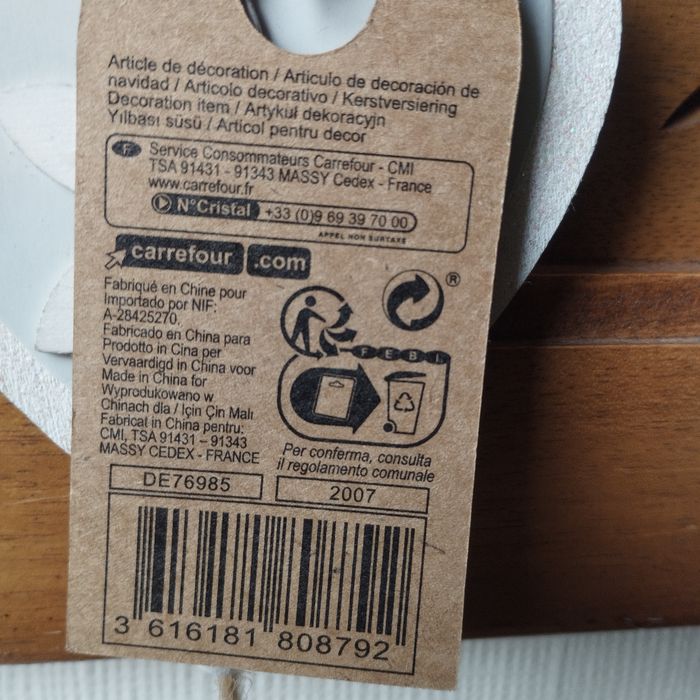 Article de décoration / Articulo de decoración de
navidad / Articolo decorativo / Kerstversiering
Decoration item / Artykuł dekoracyjn
Yılbası süsü / Articol pentru decor
F Service Consommateurs Carrefour - CMI
TSA 91431 - 91343 MASSY Cedex - France
www.carrefour.fr
N°Cristal +33 (0)9 69 39 70 00
APPEL NON SURTAXE
carrefour .com
Fabriqué en Chine pour
Importado por NIF:
A-28425270,
Fabricado en China para
Prodotto in Cina per
Vervaardigd in China voor
Made in China for
Wyprodukowano w
Chinach dla / Için Çin Malı
Fabricat in China pentru:
CMI, TSA 91431 – 91343
MASSY CEDEX - FRANCE
®
F E B L
Per conferma, consulta
il regolamento comunale
DE76985
2007
3 616181 808792